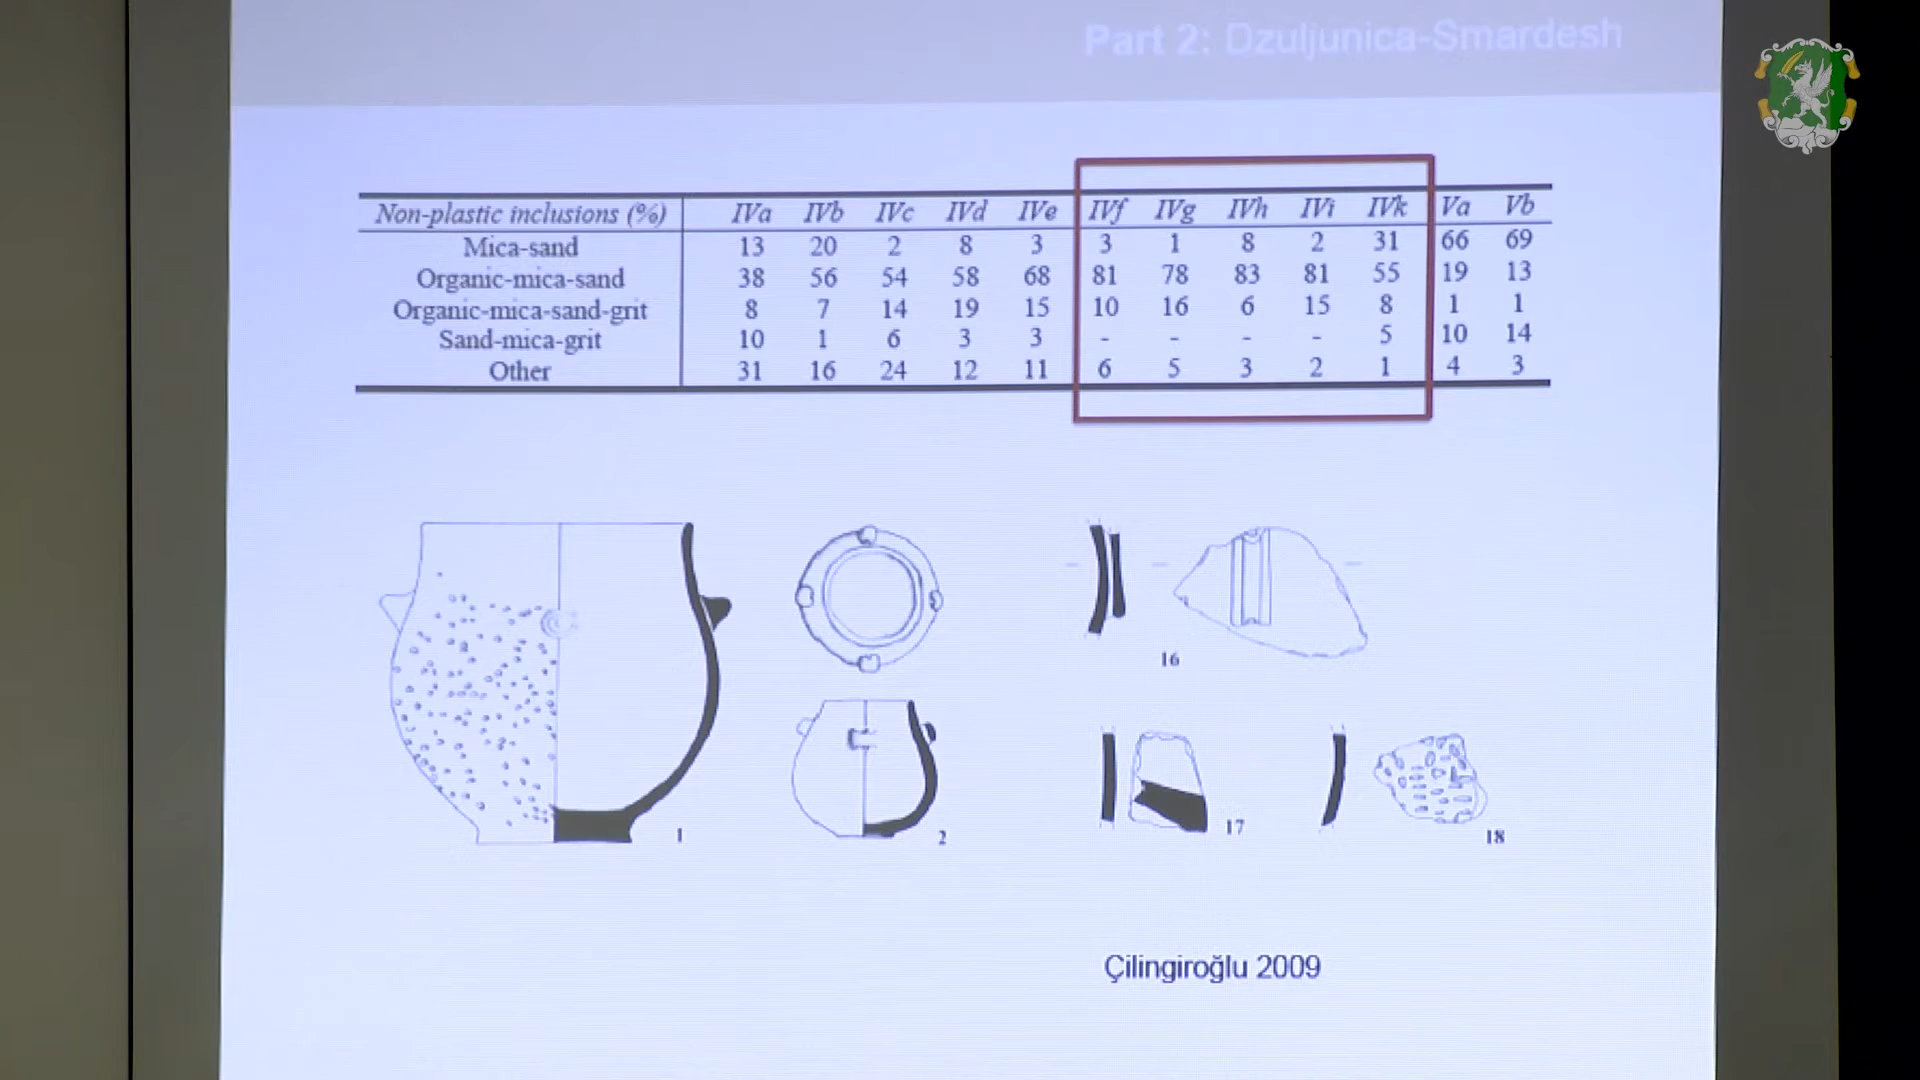 Part 2: Dzuljunica-Smardesh
Non-plastic inclusions (%) IVa IVb IVc IVd IVe IVf IVg IVh IVi IVk Va Vb
Mica-sand 13 20 2 8 3 3 1 8 2 31 66 69
Organic-mica-sand 38 56 54 58 68 81 78 83 81 55 19 13
Organic-mica-sand-grit 8 7 14 19 15 10 16 6 15 8 1 1
Sand-mica-grit 10 1 6 3 3 - - - - 5 10 14
Other 31 16 24 12 11 6 5 3 2 1 4 3
16
1
2
17
18
Çilingiroğlu 2009